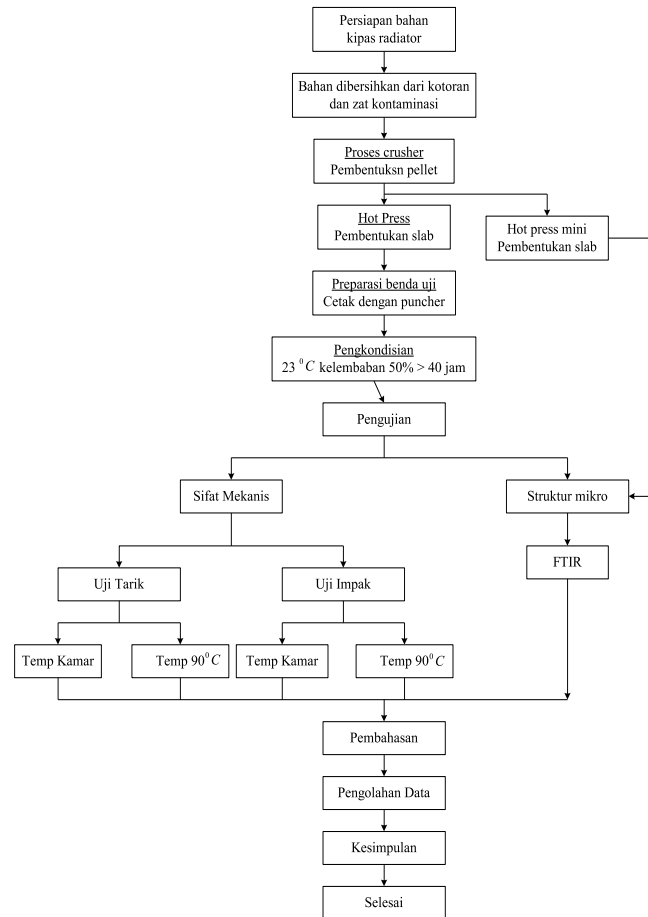 Persiapan bahan
kipas radiator
Bahan dibersihkan dari kotoran
dan zat kontaminasi
Proses crusher
Pembentuksn pellet
Hot Press
Pembentukan slab
Hot press mini
Pembentukan slab
Preparasi benda uji
Cetak dengan puncher
Pengkondisian
23 ⁰C kelembaban 50% > 40 jam
Pengujian
Sifat Mekanis
Struktur mikro
Uji Tarik
Uji Impak
FTIR
Temp Kamar
Temp 90⁰C
Temp Kamar
Temp 90⁰C
Pembahasan
Pengolahan Data
Kesimpulan
Selesai